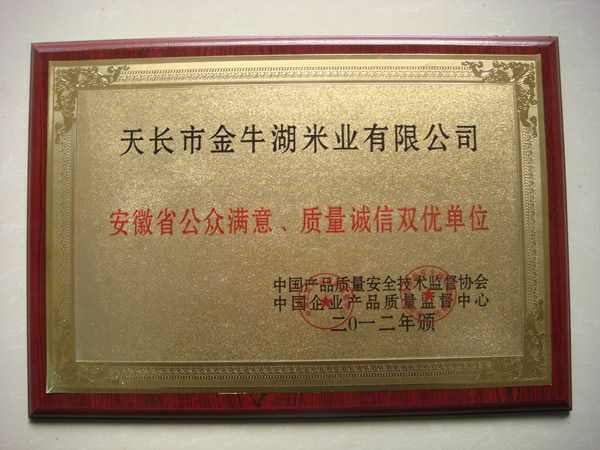 天长市金牛湖米业有限公司
安徽省公众满意、质量诚信双优单位
中国产品质量安全技术监督协会
中国企业产品质量监督中心
二○一二年颁